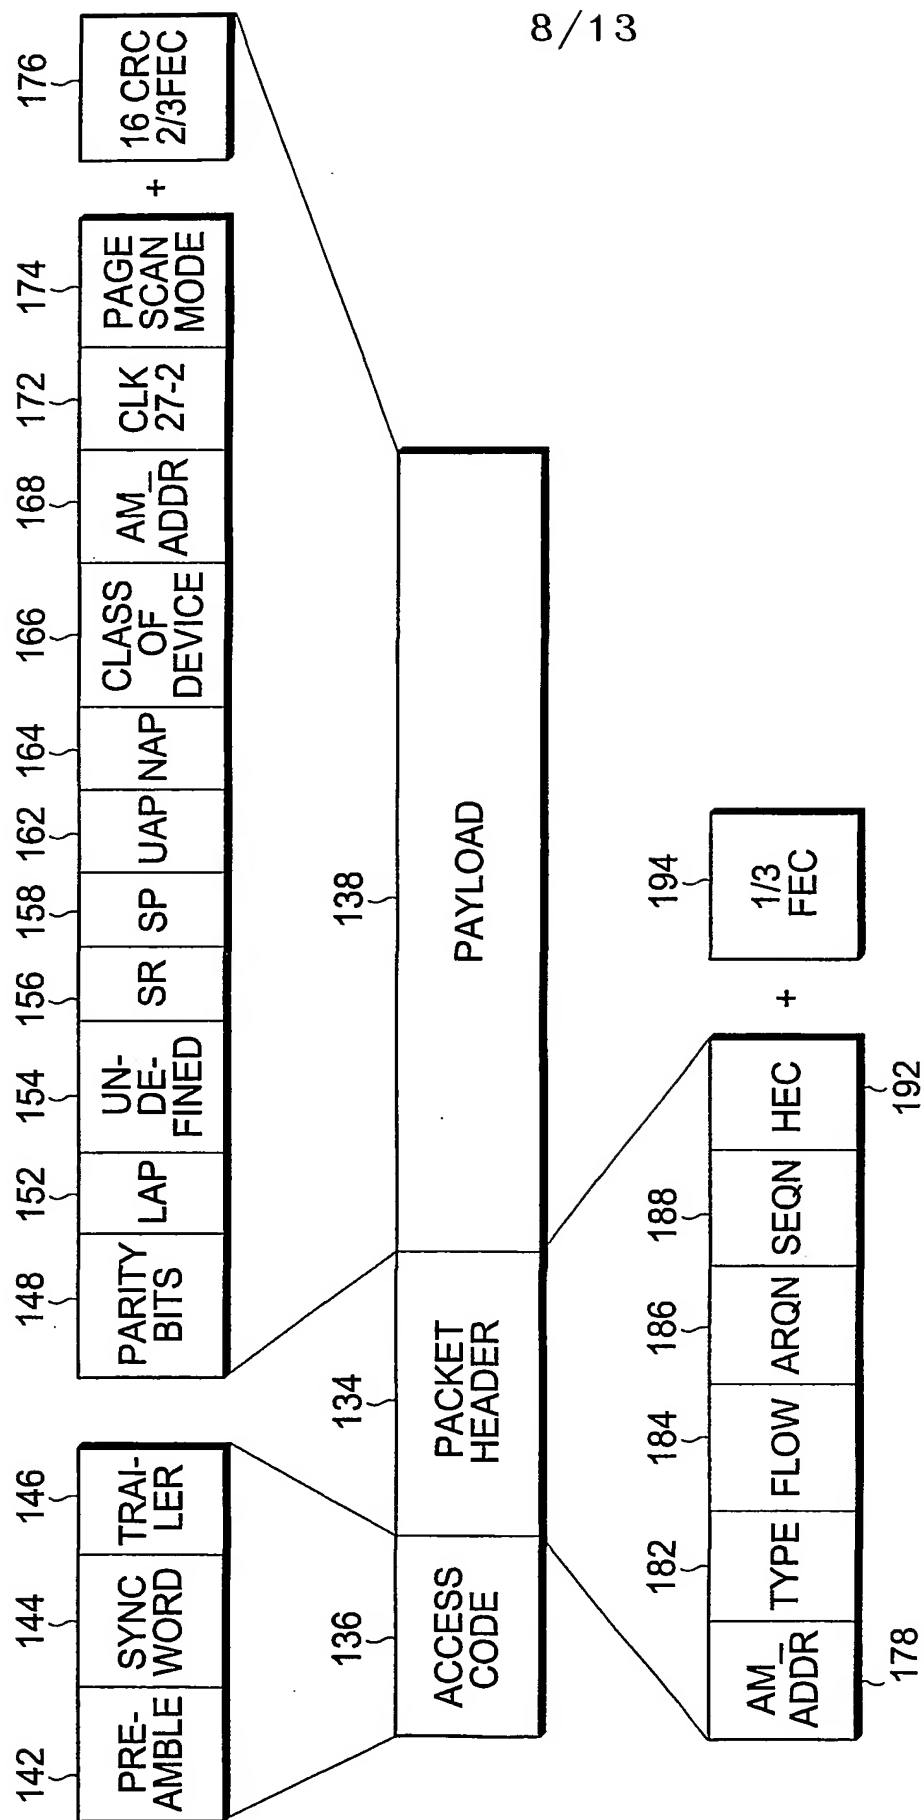 8/13
142
144
146
148
152
154
156
158
162
164
166
168
172
174
176
PRE-
AMBLE
SYNC
WORD
TRAI-
LER
PARITY
BITS
LAP
UN-
DE-
FINED
SR
SP
UAP
NAP
CLASS
OF
DEVICE
AM_
ADDR
CLK
27-2
PAGE
SCAN
MODE
+
16 CRC
2/3FEC
136
134
138
ACCESS
CODE
PACKET
HEADER
PAYLOAD
182
184
186
188
194
AM_
ADDR
TYPE
FLOW
ARQN
SEQN
HEC
+
1/3
FEC
178
192